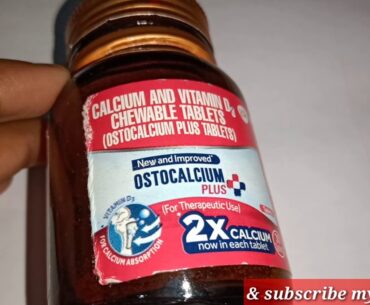 CALCIUM AND VITAMIN D3
CHEWABLE TABLETS
(OSTOCALCIUM PLUS TABLETS)
New and Improved
OSTOCALCIUM
PLUS
(For Therapeutic Use)
2X CALCIUM
now in each tablet
VITAMIN D3
FOR CALCIUM ABSORPTION
& subscribe my